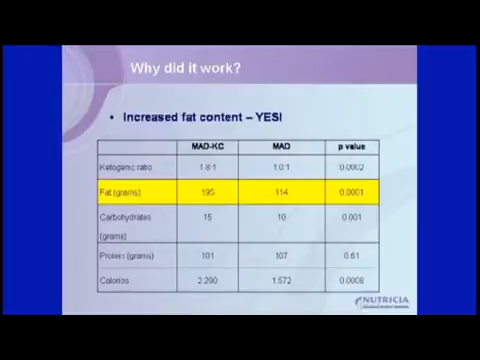 Why did it work?
• Increased fat content – YES!
MAD-KC MAD p value
Ketogenic ratio 1.8:1 1.0:1 0.0002
Fat (grams) 195 114 0.0001
Carbohydrates (grams) 15 10 0.001
Protein (grams) 101 107 0.61
Calories 2,290 1,572 0.0008
NUTRICIA